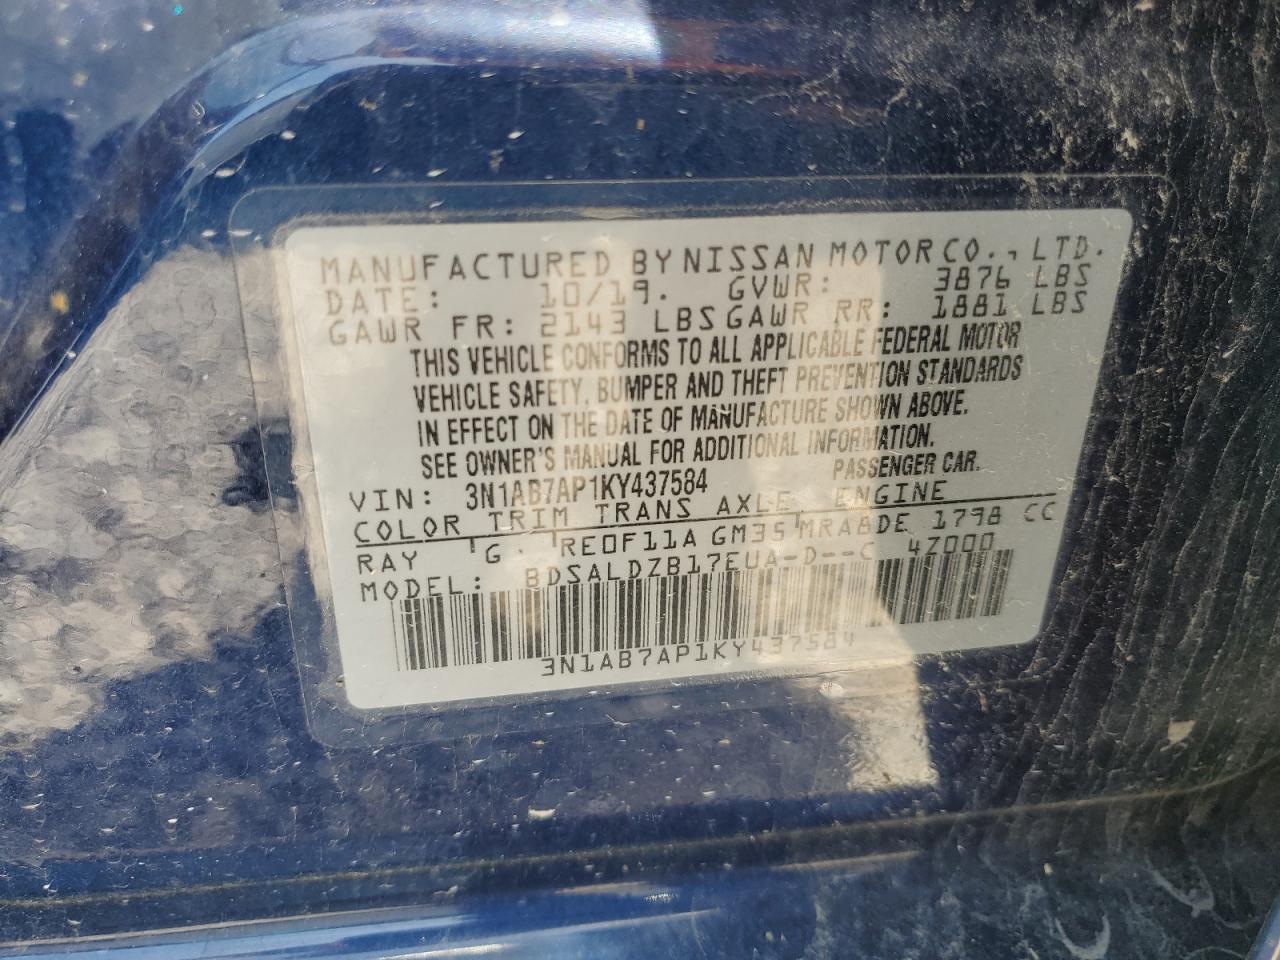 MANUFACTURED BY NISSAN MOTOR CO., LTD.
DATE: 10/19. GVWR: 3876 LBS
GAWR FR: 2143 LBS GAWR RR: 1881 LBS
THIS VEHICLE CONFORMS TO ALL APPLICABLE FEDERAL MOTOR
VEHICLE SAFETY, BUMPER AND THEFT PREVENTION STANDARDS
IN EFFECT ON THE DATE OF MANUFACTURE SHOWN ABOVE.
SEE OWNER'S MANUAL FOR ADDITIONAL INFORMATION.
VIN: 3N1AB7AP1KY437584 PASSENGER CAR.
COLOR TRIM TRANS AXLE ENGINE
RAY G RE0F11A GM35 MRA8DE 1798 CC
MODEL: BDSALDZB17EUA-D--C 4Z000
3N1AB7AP1KY437584